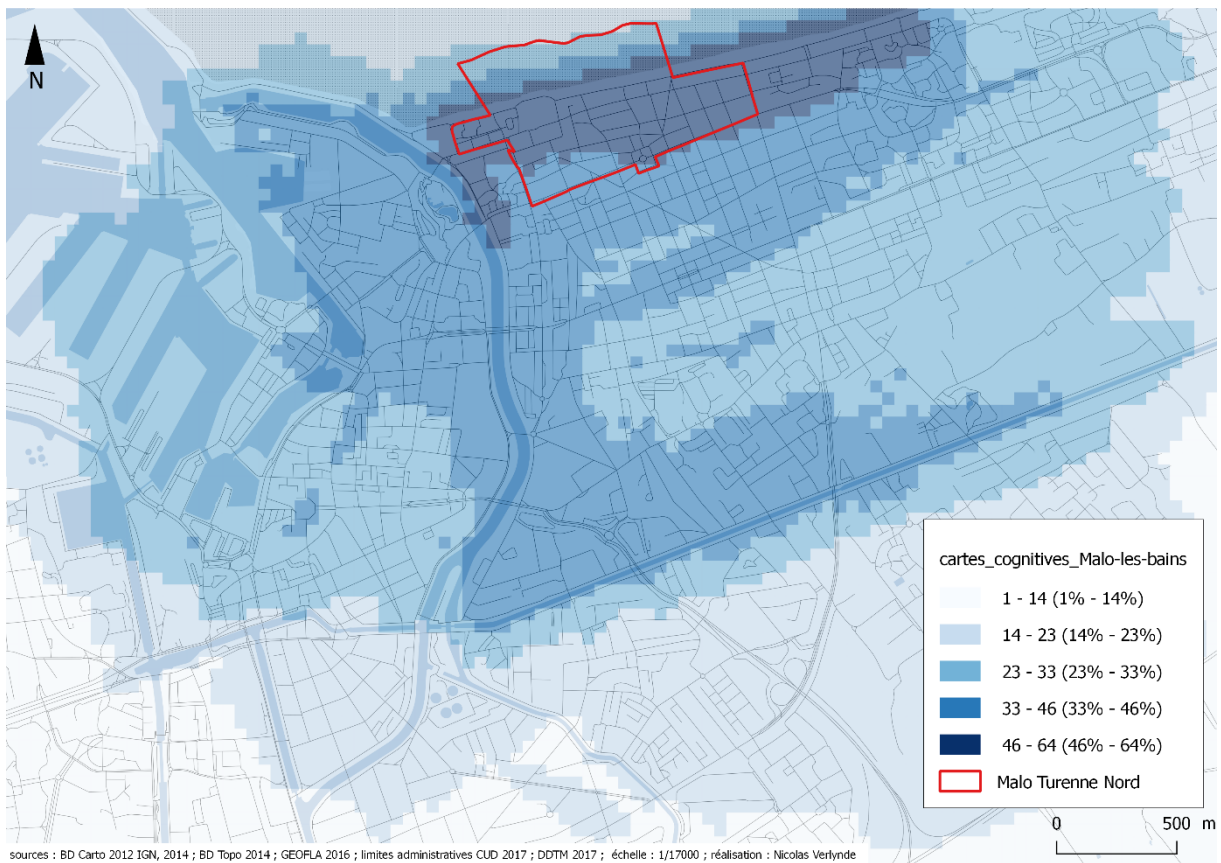 N
cartes_cognitives_Malo-les-bains
1 - 14 (1% - 14%)
14 - 23 (14% - 23%)
23 - 33 (23% - 33%)
33 - 46 (33% - 46%)
46 - 64 (46% - 64%)
Malo Turenne Nord
0 500 m
sources : BD Carto 2012 IGN, 2014 ; BD Topo 2014 ; GEOFLA 2016 ; limites administratives CUD 2017 ; DDTM 2017 ; échelle : 1/17000 ; réalisation : Nicolas Verlynde